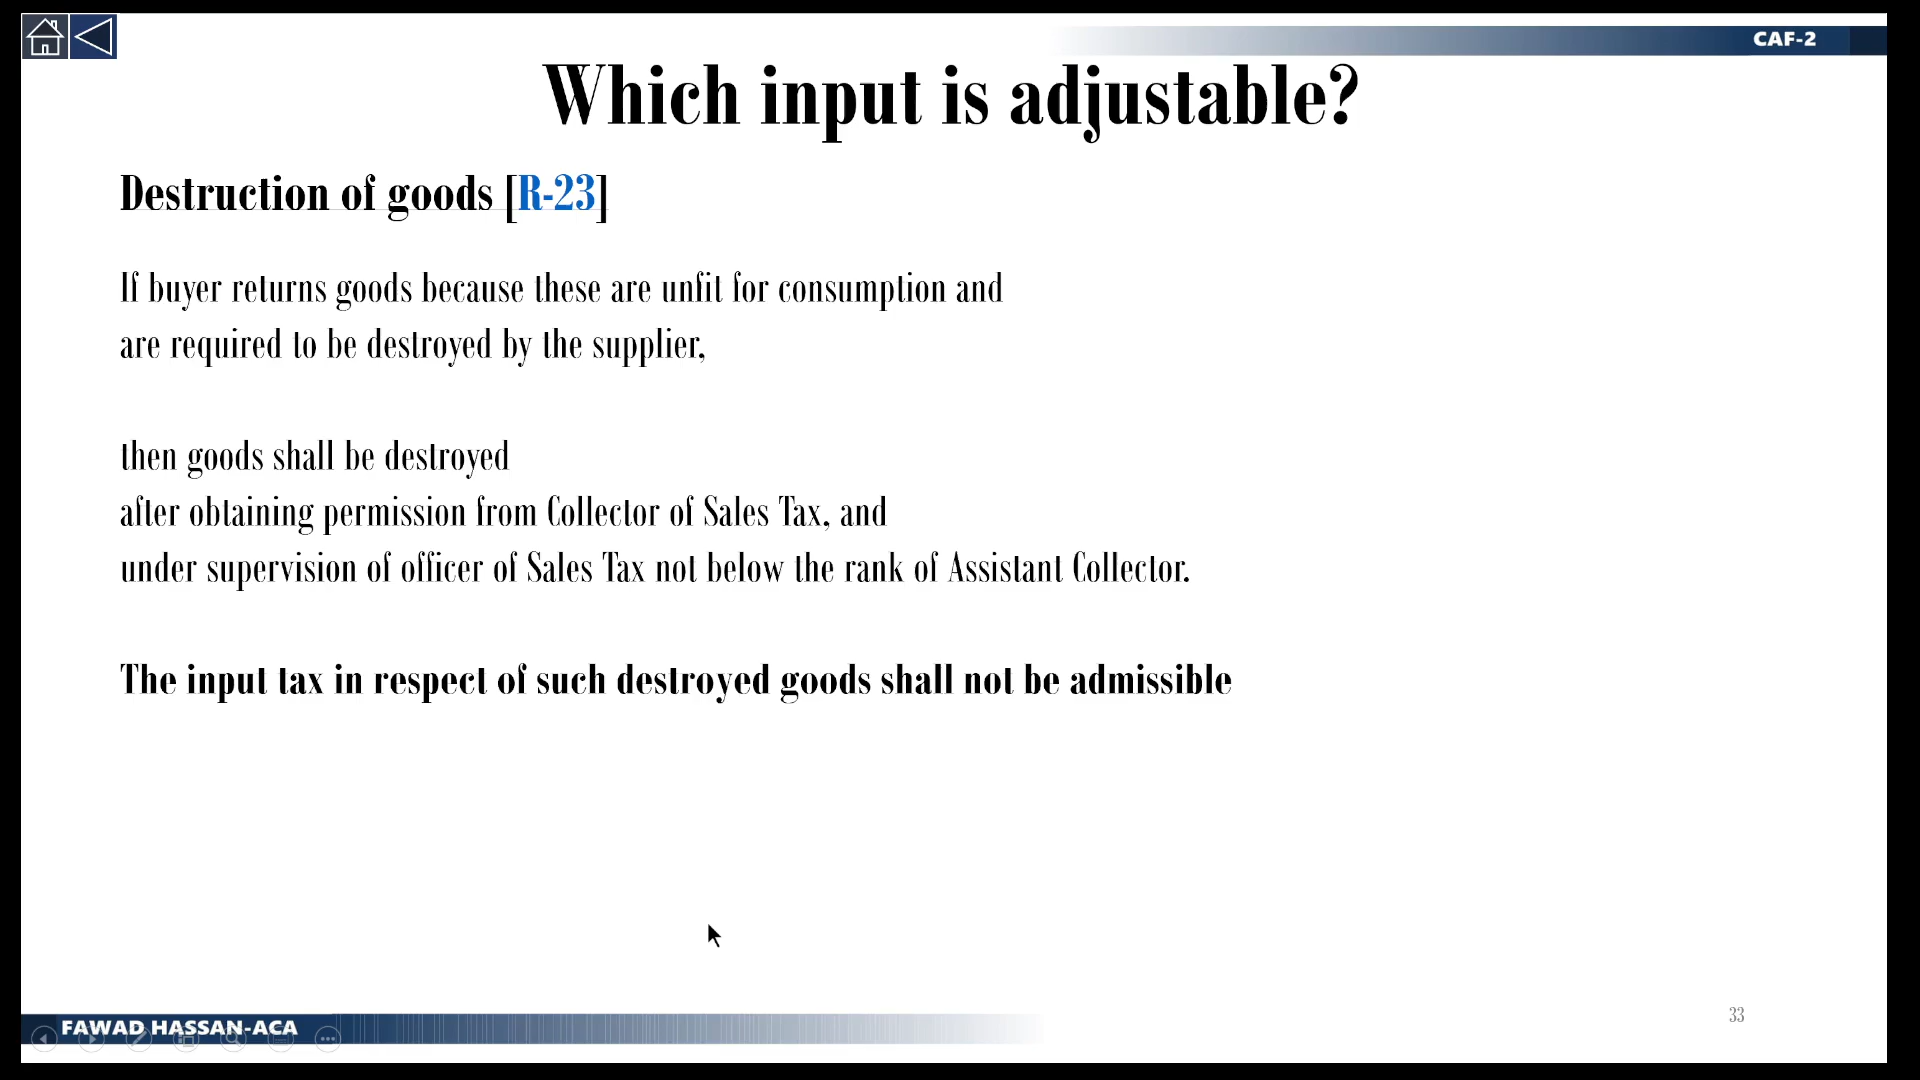 CAF-2
Which input is adjustable?
Destruction of goods [R-23]
If buyer returns goods because these are unfit for consumption and
are required to be destroyed by the supplier,
then goods shall be destroyed
after obtaining permission from Collector of Sales Tax, and
under supervision of officer of Sales Tax not below the rank of Assistant Collector.
The input tax in respect of such destroyed goods shall not be admissible
33
FAWAD HASSAN-ACA